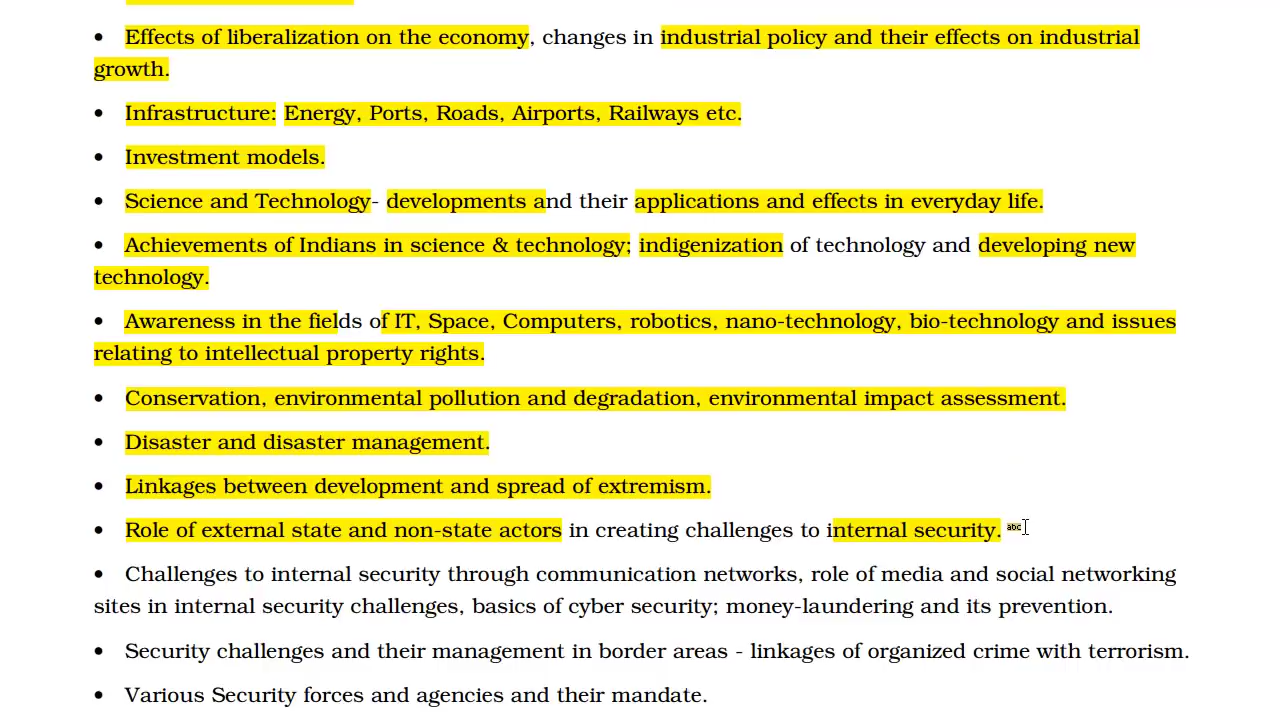 • Effects of liberalization on the economy, changes in industrial policy and their effects on industrial
growth.
• Infrastructure: Energy, Ports, Roads, Airports, Railways etc.
• Investment models.
• Science and Technology- developments and their applications and effects in everyday life.
• Achievements of Indians in science & technology; indigenization of technology and developing new
technology.
• Awareness in the fields of IT, Space, Computers, robotics, nano-technology, bio-technology and issues
relating to intellectual property rights.
• Conservation, environmental pollution and degradation, environmental impact assessment.
• Disaster and disaster management.
• Linkages between development and spread of extremism.
• Role of external state and non-state actors in creating challenges to internal security. abc
• Challenges to internal security through communication networks, role of media and social networking
sites in internal security challenges, basics of cyber security; money-laundering and its prevention.
• Security challenges and their management in border areas - linkages of organized crime with terrorism.
• Various Security forces and agencies and their mandate.